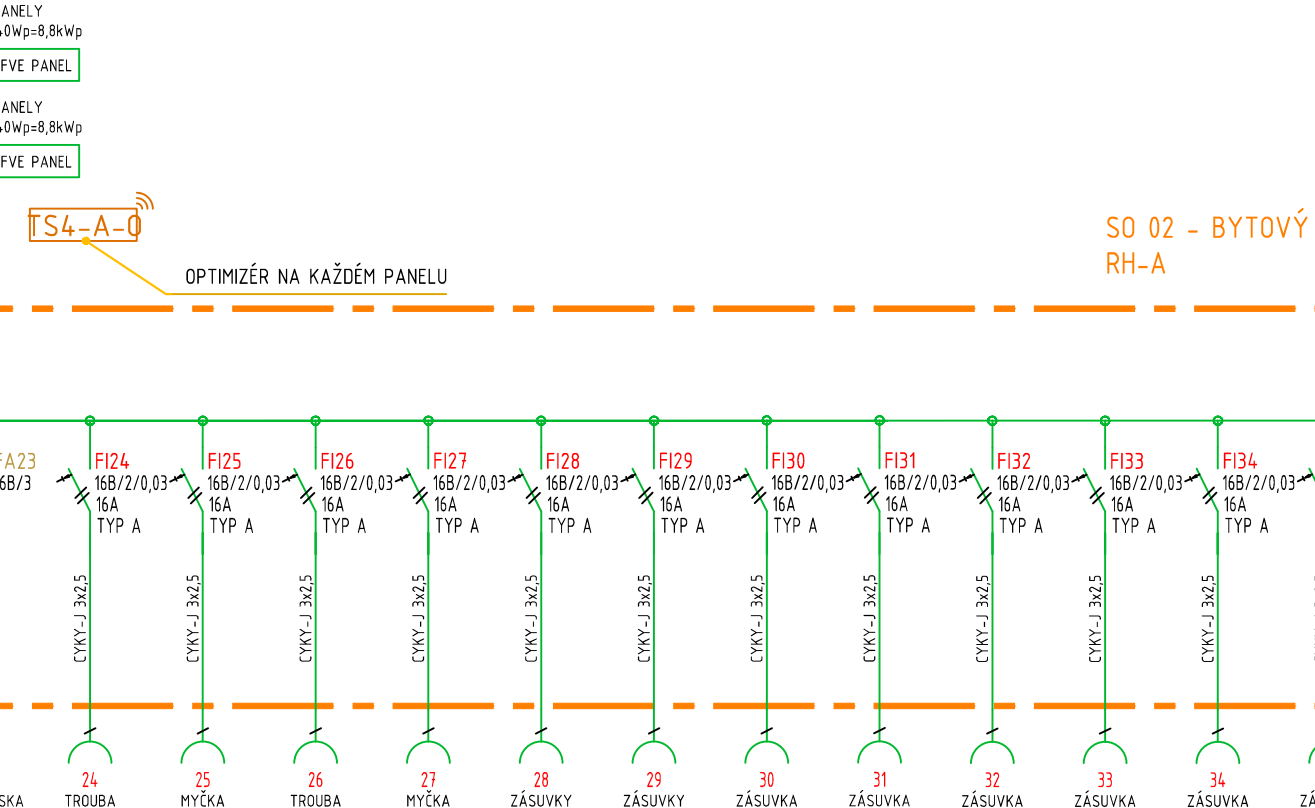 ANELY
40Wp=8,8kWp
FVE PANEL
ANELY
40Wp=8,8kWp
FVE PANEL
TS4-A-O
OPTIMIZÉR NA KAŽDÉM PANELU
SO 02 - BYTOVÝ
RH-A
FA23
6B/3
FI24
16B/2/0,03
16A
TYP A
FI25
16B/2/0,03
16A
TYP A
FI26
16B/2/0,03
16A
TYP A
FI27
16B/2/0,03
16A
TYP A
FI28
16B/2/0,03
16A
TYP A
FI29
16B/2/0,03
16A
TYP A
FI30
16B/2/0,03
16A
TYP A
FI31
16B/2/0,03
16A
TYP A
FI32
16B/2/0,03
16A
TYP A
FI33
16B/2/0,03
16A
TYP A
FI34
16B/2/0,03
16A
TYP A
CYKY-J 3x2,5
CYKY-J 3x2,5
CYKY-J 3x2,5
CYKY-J 3x2,5
CYKY-J 3x2,5
CYKY-J 3x2,5
CYKY-J 3x2,5
CYKY-J 3x2,5
CYKY-J 3x2,5
CYKY-J 3x2,5
CYKY-J 3x2,5
SKA
24
TROUBA
25
MYČKA
26
TROUBA
27
MYČKA
28
ZÁSUVKY
29
ZÁSUVKY
30
ZÁSUVKA
31
ZÁSUVKA
32
ZÁSUVKA
33
ZÁSUVKA
34
ZÁSUVKA
ZÁ